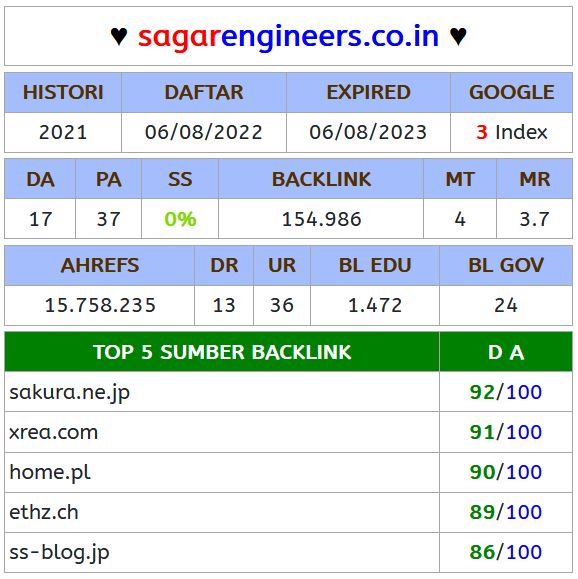 ♥ sagarengineers.co.in ♥
HISTORI DAFTAR EXPIRED GOOGLE
2021 06/08/2022 06/08/2023 3 Index
DA PA SS BACKLINK MT MR
17 37 0% 154.986 4 3.7
AHREFS DR UR BL EDU BL GOV
15.758.235 13 36 1.472 24
TOP 5 SUMBER BACKLINK D A
sakura.ne.jp 92/100
xrea.com 91/100
home.pl 90/100
ethz.ch 89/100
ss-blog.jp 86/100